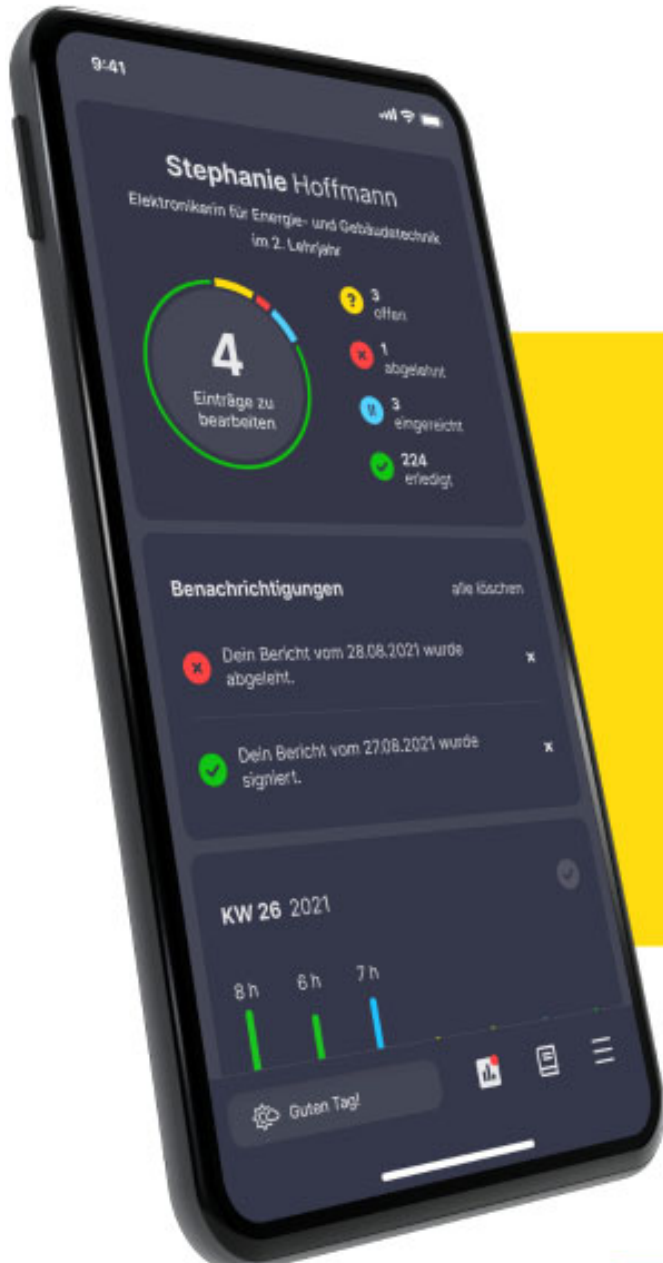 9:41
Stephanie Hoffmann
Elektronikerin für Energie- und Gebäudetechnik
im 2. Lehrjahr
4
Einträge zu
bearbeiten
? 3
offen
1
abgelehnt
3
eingereicht
224
erledigt
Benachrichtigungen alle löschen
Dein Bericht vom 28.08.2021 wurde
abgeleht.
Dein Bericht vom 27.08.2021 wurde
signiert.
KW 26 2021
8 h 6 h 7 h
Guten Tag!